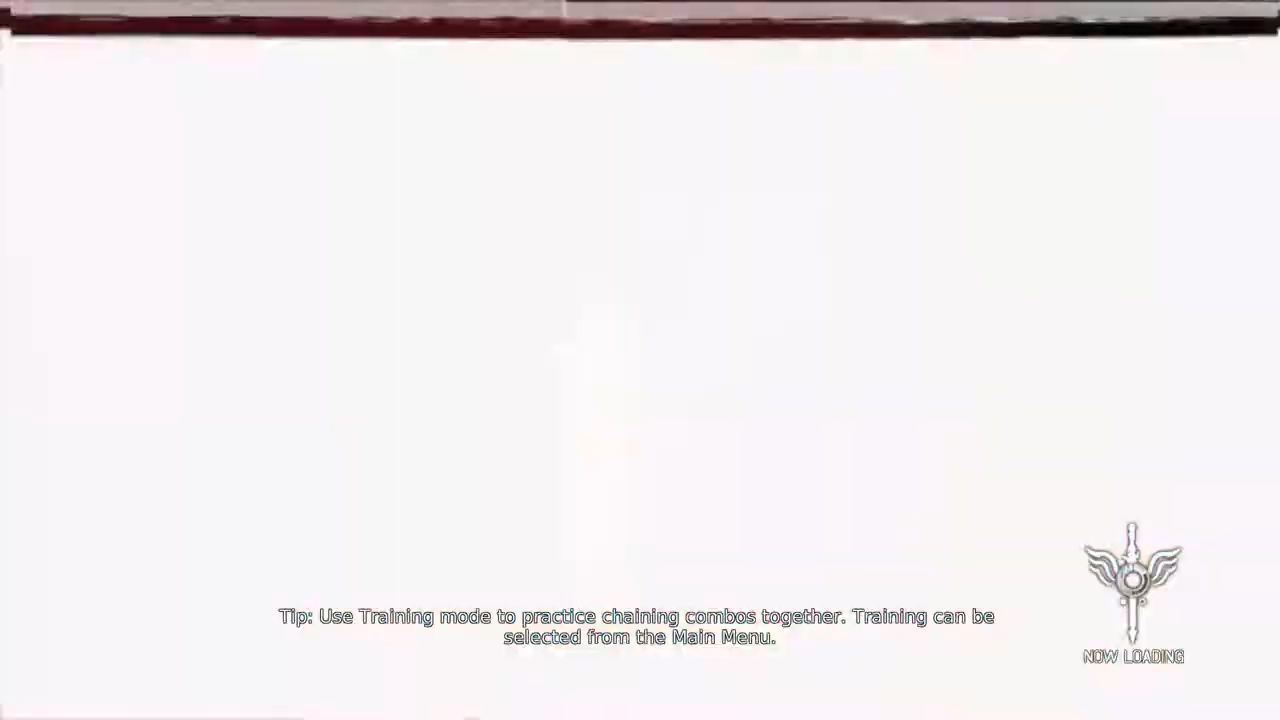 Tip: Use Training mode to practice chaining combos together. Training can be
selected from the Main Menu.
NOW LOADING